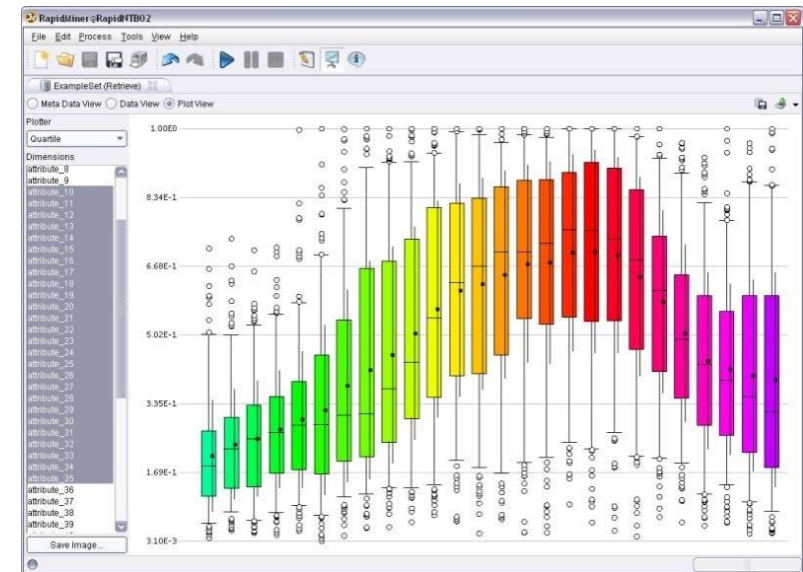 RapidMiner@RapidNTB02
File Edit Process Tools View Help
ExampleSet (Retrieve)
Meta Data View Data View Plot View
Plotter
Quartile
Dimensions
attribute_8
attribute_9
attribute_10
attribute_11
attribute_12
attribute_13
attribute_14
attribute_15
attribute_16
attribute_17
attribute_18
attribute_19
attribute_20
attribute_21
attribute_22
attribute_23
attribute_24
attribute_25
attribute_26
attribute_27
attribute_28
attribute_29
attribute_30
attribute_31
attribute_32
attribute_33
attribute_34
attribute_35
attribute_36
attribute_37
attribute_38
attribute_39
Save Image...
1.00E0
8.34E-1
6.68E-1
5.02E-1
3.35E-1
1.69E-1
3.10E-3